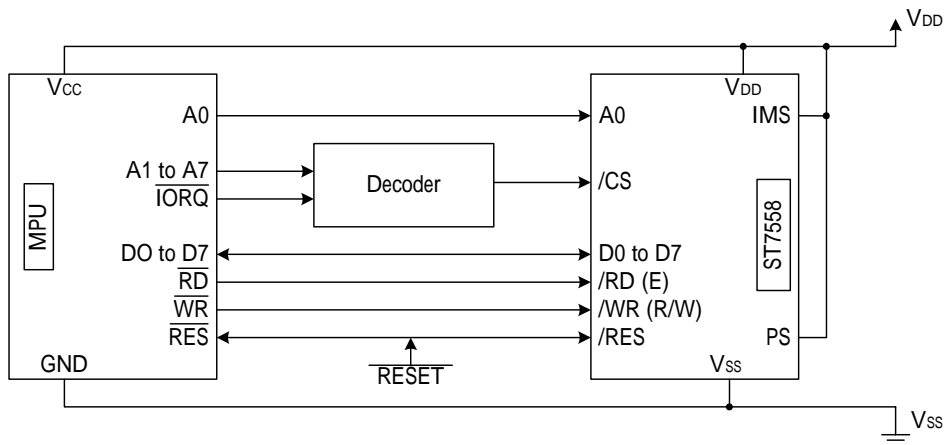 VDD
VCC
VDD
A0
A0
IMS
A1 to A7
IORQ
Decoder
/CS
MPU
ST7558
DO to D7
D0 to D7
RD
/RD (E)
WR
/WR (R/W)
RES
/RES
PS
GND
RESET
VSS
VSS